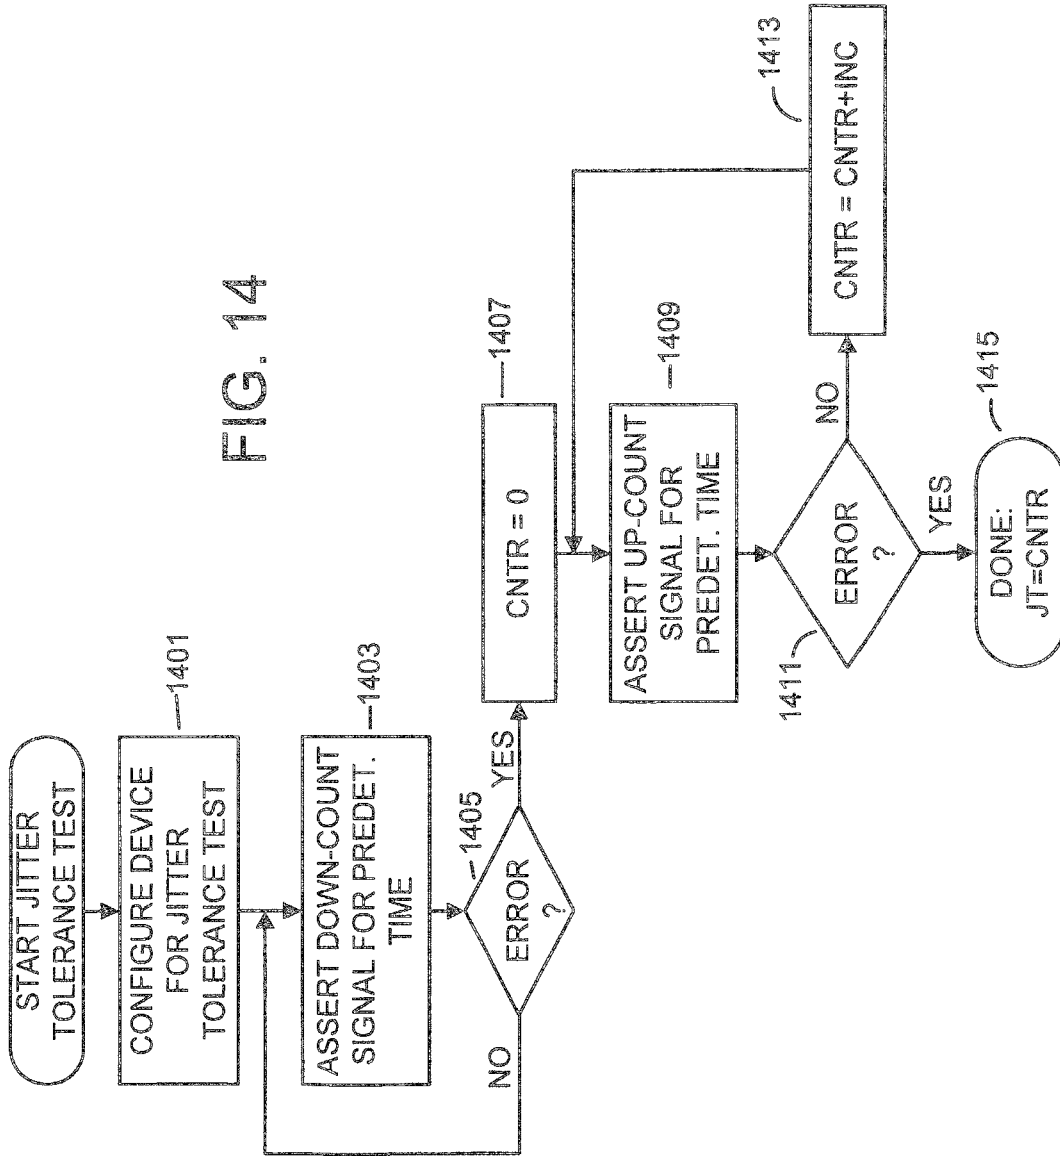 FIG. 14
START JITTER
TOLERANCE TEST
CONFIGURE DEVICE
FOR JITTER
TOLERANCE TEST
1401
ASSERT DOWN-COUNT
SIGNAL FOR PREDET.
TIME
1403
ERROR
?
1405
NO
YES
CNTR = 0
1407
ASSERT UP-COUNT
SIGNAL FOR
PREDET. TIME
1409
ERROR
?
1411
NO
CNTR = CNTR+INC
1413
YES
DONE:
JT=CNTR
1415